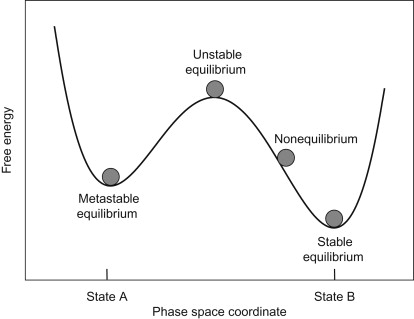 Unstable
equilibrium
Nonequilibrium
Metastable
equilibrium
Stable
equilibrium
Free energy
State A
State B
Phase space coordinate